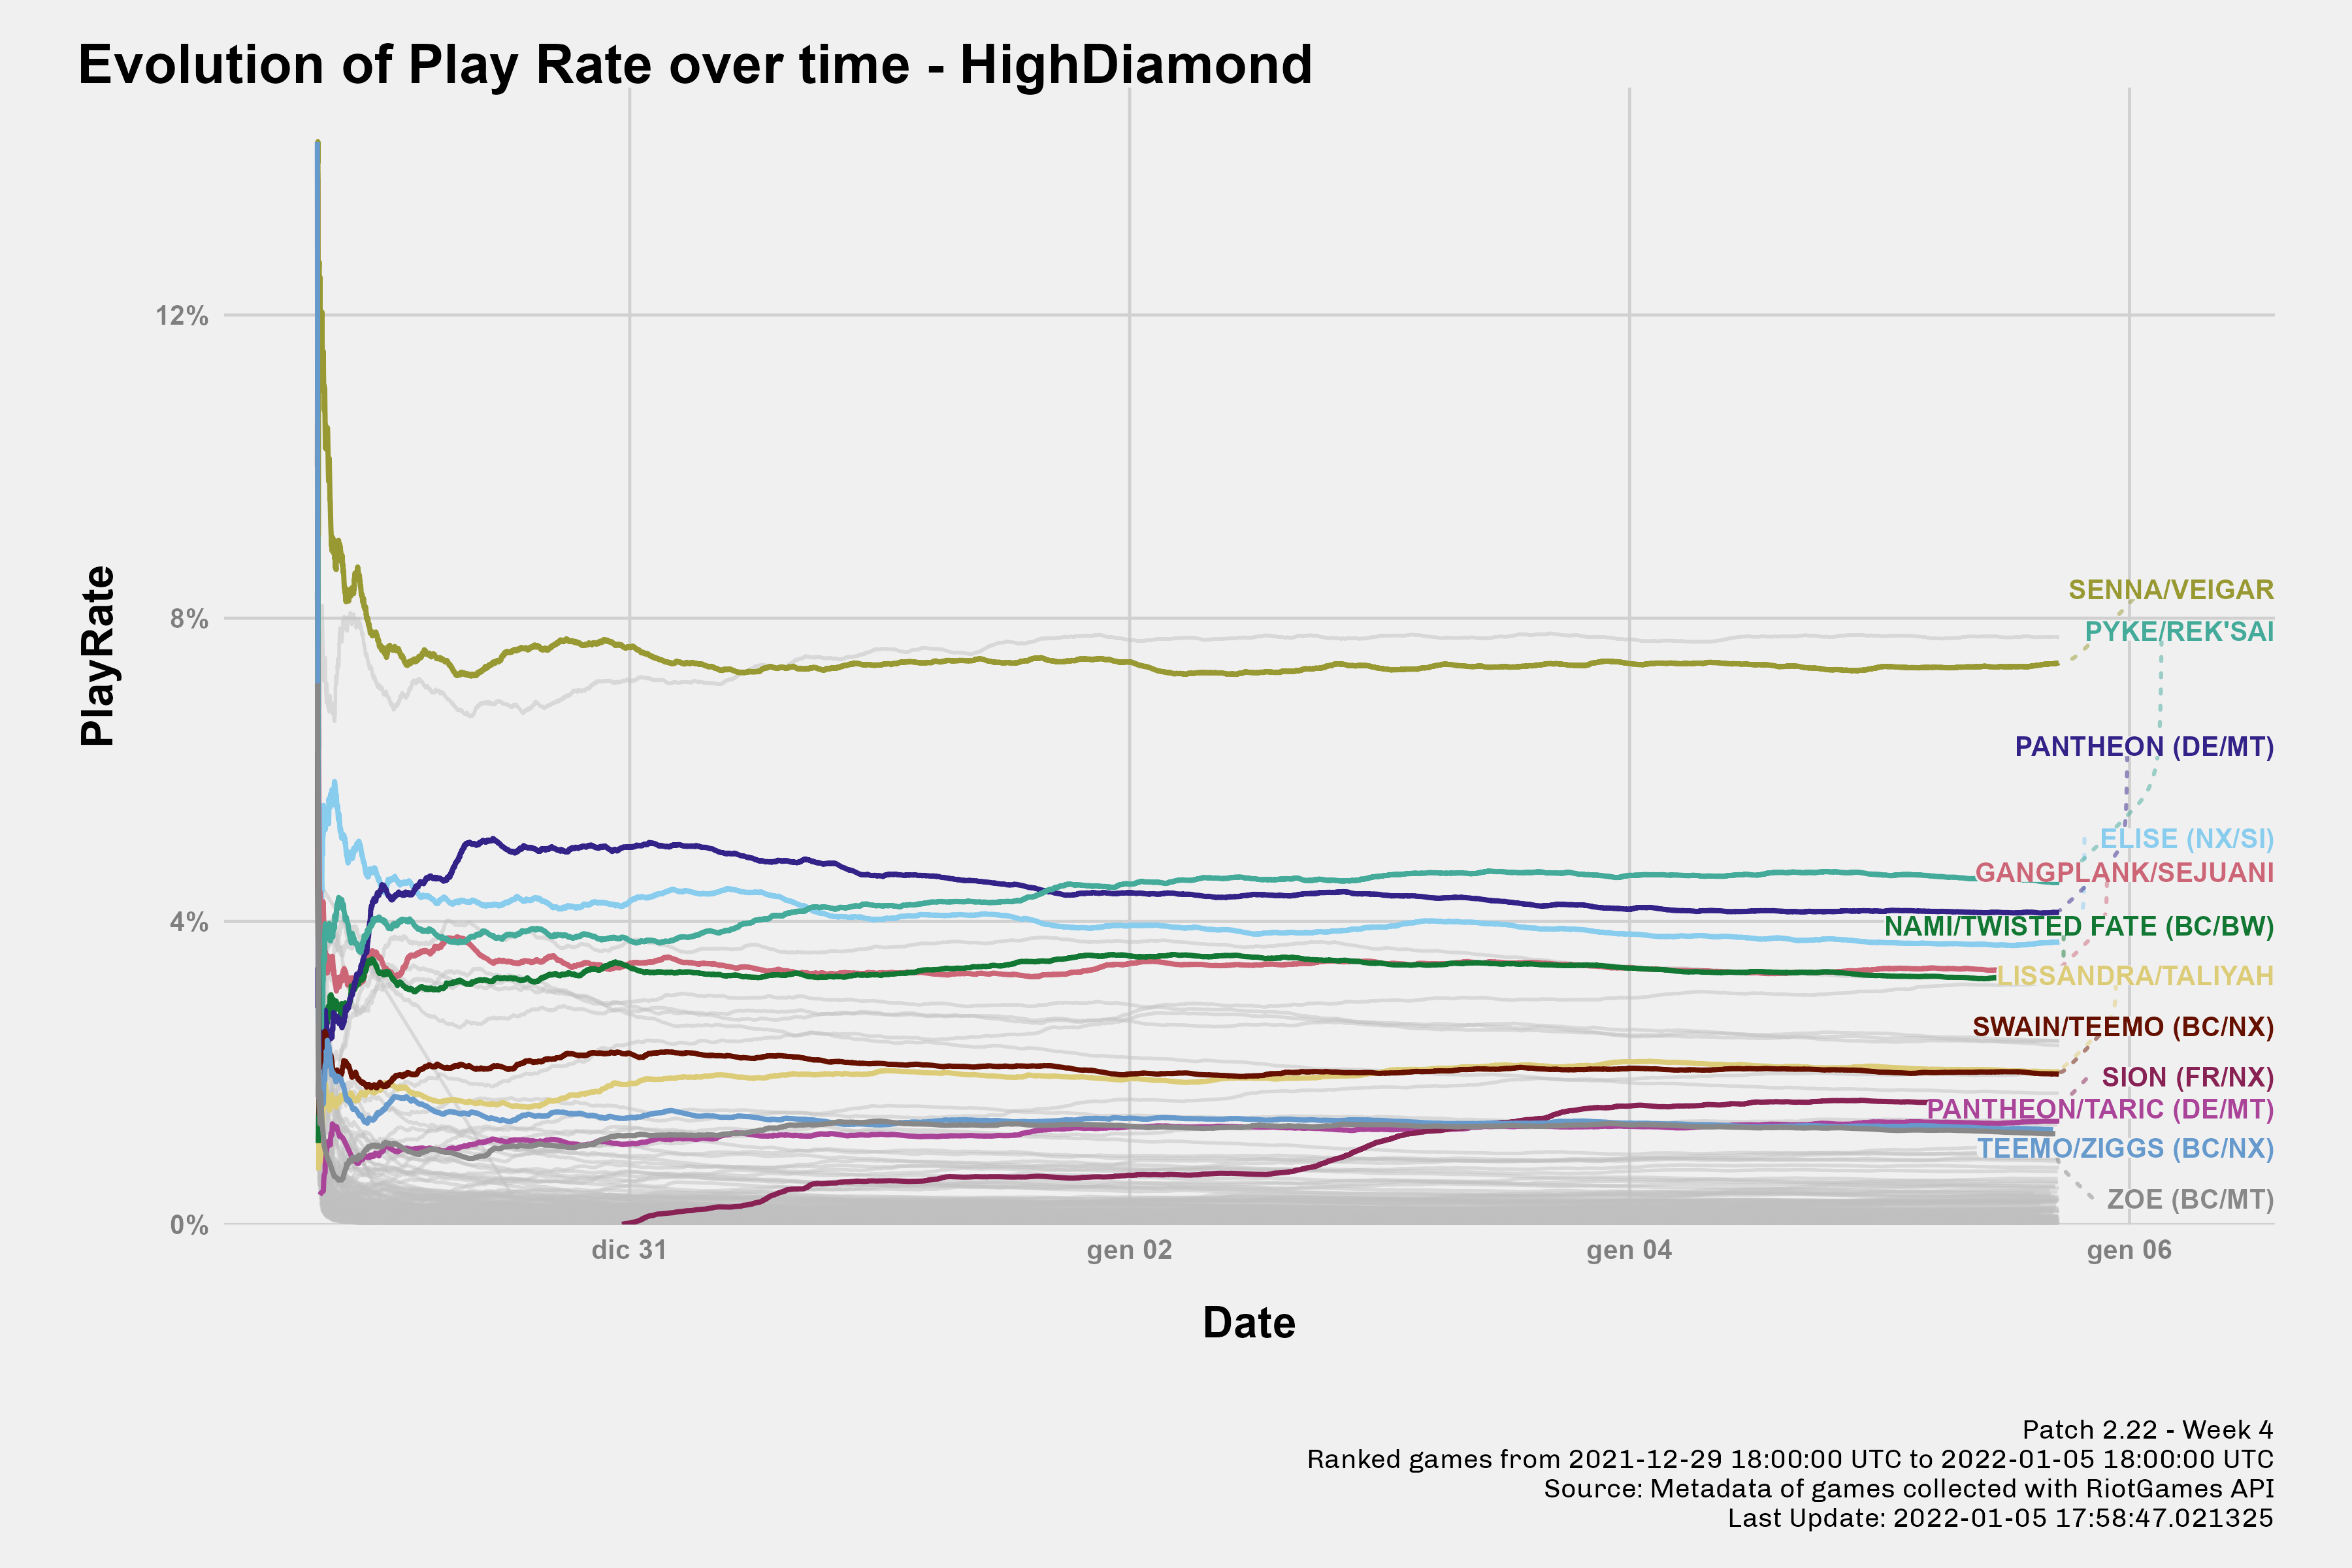 Evolution of Play Rate over time - HighDiamond
PlayRate
12%
8%
4%
0%
SENNA/VEIGAR
PYKE/REK'SAI
PANTHEON (DE/MT)
ELISE (NX/SI)
GANGPLANK/SEJUANI
NAMI/TWISTED FATE (BC/BW)
LISSANDRA/TALIYAH
SWAIN/TEEMO (BC/NX)
SION (FR/NX)
PANTHEON/TARIC (DE/MT)
TEEMO/ZIGGS (BC/NX)
ZOE (BC/MT)
dic 31
gen 02
gen 04
gen 06
Date
Patch 2.22 - Week 4
Ranked games from 2021-12-29 18:00:00 UTC to 2022-01-05 18:00:00 UTC
Source: Metadata of games collected with RiotGames API
Last Update: 2022-01-05 17:58:47.021325